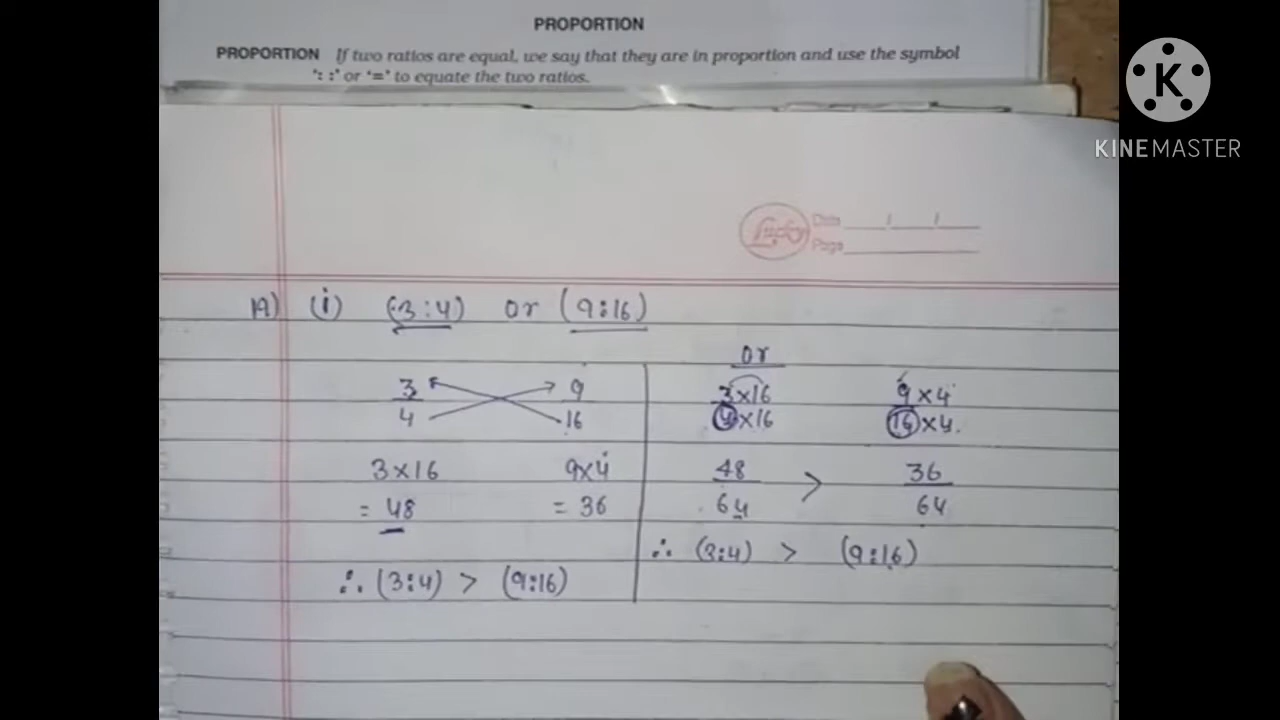 PROPORTION
PROPORTION If two ratios are equal, we say that they are in proportion and use the symbol
': :' or '=' to equate the two ratios.
K
KINEMASTER
Date
Page
A) (i) (3:4) or (9:16)
3/4 9/16
3×16 9×4
= 48 = 36
∴ (3:4) > (9:16)
or
3×16/4×16 9×4/16×4
48/64 > 36/64
∴ (3:4) > (9:16)